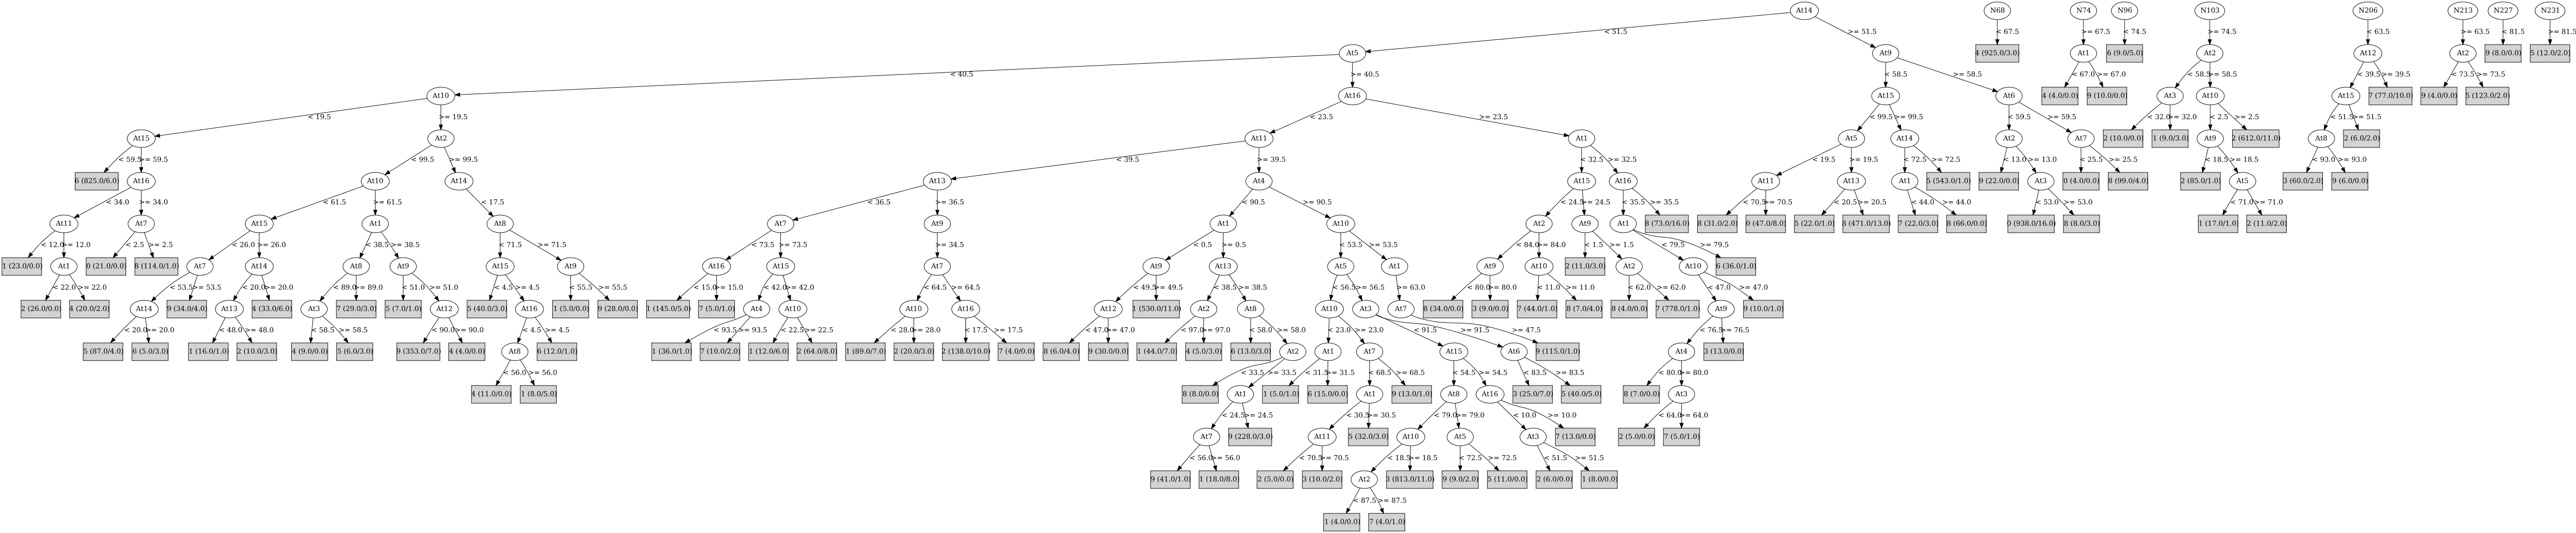 At14 N68 N74 N96 N103 N206 N213 N227 N231
< 51.5 >= 51.5 < 67.5 >= 67.5 < 74.5 >= 74.5 < 63.5 >= 63.5 < 81.5 >= 81.5
At5 At9 4 (925.0/3.0) At1 6 (9.0/5.0) At2 At12 At2 9 (8.0/0.0) 5 (12.0/2.0)
< 40.5 >= 40.5 < 58.5 >= 58.5 < 67.0 >= 67.0 < 58.5 >= 58.5 < 39.5 >= 39.5 < 73.5 >= 73.5
At10 At16 At15 At6 4 (4.0/0.0) 9 (10.0/0.0) At3 At10 At15 7 (77.0/10.0) 9 (4.0/0.0) 5 (123.0/2.0)
< 19.5 >= 19.5 < 23.5 >= 23.5 < 99.5 >= 99.5 < 59.5 >= 59.5 < 32.0 >= 32.0 < 2.5 >= 2.5 < 51.5 >= 51.5
At15 At2 At11 At1 At5 At14 At2 At7 2 (10.0/0.0) 1 (9.0/3.0) At9 2 (612.0/11.0) At8 2 (6.0/2.0)
< 59.5 >= 59.5 < 99.5 >= 99.5 < 39.5 >= 39.5 < 32.5 >= 32.5 < 19.5 >= 19.5 < 72.5 >= 72.5 < 13.0 >= 13.0 < 25.5 >= 25.5 < 18.5 >= 18.5 < 93.0 >= 93.0
6 (825.0/6.0) At16 At10 At14 At13 At4 At15 At16 At11 At13 At1 5 (543.0/1.0) 9 (22.0/0.0) At3 0 (4.0/0.0) 8 (99.0/4.0) 2 (85.0/1.0) At5 3 (60.0/2.0) 9 (6.0/0.0)
< 34.0 >= 34.0 < 61.5 >= 61.5 < 17.5 < 36.5 >= 36.5 < 90.5 >= 90.5 < 24.5 >= 24.5 < 35.5 >= 35.5 < 70.5 >= 70.5 < 20.5 >= 20.5 < 44.0 >= 44.0 < 53.0 >= 53.0 < 71.0 >= 71.0
At11 At7 At15 At1 At8 At7 At9 At1 At10 At2 At9 At1 8 (73.0/16.0) 8 (31.0/2.0) 0 (47.0/8.0) 5 (22.0/1.0) 8 (471.0/13.0) 7 (22.0/3.0) 8 (66.0/0.0) 0 (938.0/16.0) 8 (8.0/3.0) 1 (17.0/1.0) 2 (11.0/2.0)
< 12.0 >= 12.0 < 2.5 >= 2.5 < 26.0 >= 26.0 < 38.5 >= 38.5 < 71.5 >= 71.5 < 73.5 >= 73.5 >= 34.5 < 0.5 >= 0.5 < 53.5 >= 53.5 < 84.0 >= 84.0 < 1.5 >= 1.5 < 79.5 >= 79.5
1 (23.0/0.0) At1 0 (21.0/0.0) 8 (114.0/1.0) At7 At14 At8 At9 At15 At9 At16 At15 At7 At9 At13 At5 At1 At9 At10 2 (11.0/3.0) At2 At10 6 (36.0/1.0)
< 22.0 >= 22.0 < 53.5 >= 53.5 < 20.0 >= 20.0 < 89.0 >= 89.0 < 51.0 >= 51.0 < 4.5 >= 4.5 < 55.5 >= 55.5 < 15.0 >= 15.0 < 42.0 >= 42.0 < 64.5 >= 64.5 < 49.5 >= 49.5 < 38.5 >= 38.5 < 56.5 >= 56.5 >= 63.0 < 80.0 >= 80.0 < 11.0 >= 11.0 < 62.0 >= 62.0 < 47.0 >= 47.0
2 (26.0/0.0) 4 (20.0/2.0) At14 9 (34.0/4.0) At13 4 (33.0/6.0) At3 7 (29.0/3.0) 5 (7.0/1.0) At12 5 (40.0/3.0) At16 1 (5.0/0.0) 9 (28.0/0.0) 1 (145.0/5.0) 7 (5.0/1.0) At4 At10 At10 At16 At12 1 (530.0/11.0) At2 At8 At10 At3 At7 8 (34.0/0.0) 3 (9.0/0.0) 7 (44.0/1.0) 8 (7.0/4.0) 8 (4.0/0.0) 7 (778.0/1.0) At9 9 (10.0/1.0)
< 20.0 >= 20.0 < 48.0 >= 48.0 < 58.5 >= 58.5 < 90.0 >= 90.0 < 4.5 >= 4.5 < 93.5 >= 93.5 < 22.5 >= 22.5 < 28.0 >= 28.0 < 17.5 >= 17.5 < 47.0 >= 47.0 < 97.0 >= 97.0 < 58.0 >= 58.0 < 23.0 >= 23.0 < 91.5 >= 91.5 >= 47.5 < 76.5 >= 76.5
5 (87.0/4.0) 6 (5.0/3.0) 1 (16.0/1.0) 2 (10.0/3.0) 4 (9.0/0.0) 5 (6.0/3.0) 9 (353.0/7.0) 4 (4.0/0.0) At8 6 (12.0/1.0) 1 (36.0/1.0) 7 (10.0/2.0) 1 (12.0/6.0) 2 (64.0/8.0) 1 (89.0/7.0) 2 (20.0/3.0) 2 (138.0/10.0) 7 (4.0/0.0) 8 (6.0/4.0) 9 (30.0/0.0) 1 (44.0/7.0) 4 (5.0/3.0) 6 (13.0/3.0) At2 At1 At7 At15 At6 9 (115.0/1.0) At4 3 (13.0/0.0)
< 56.0 >= 56.0 < 33.5 >= 33.5 < 31.5 >= 31.5 < 68.5 >= 68.5 < 54.5 >= 54.5 < 83.5 >= 83.5 < 80.0 >= 80.0
4 (11.0/0.0) 1 (8.0/5.0) 8 (8.0/0.0) At1 1 (5.0/1.0) 6 (15.0/0.0) At1 9 (13.0/1.0) At8 At16 3 (25.0/7.0) 5 (40.0/5.0) 8 (7.0/0.0) At3
< 24.5 >= 24.5 < 30.5 >= 30.5 < 79.0 >= 79.0 < 10.0 >= 10.0 < 64.0 >= 64.0
At7 9 (228.0/3.0) At11 5 (32.0/3.0) At10 At5 At3 7 (13.0/0.0) 2 (5.0/0.0) 7 (5.0/1.0)
< 56.0 >= 56.0 < 70.5 >= 70.5 < 18.5 >= 18.5 < 72.5 >= 72.5 < 51.5 >= 51.5
9 (41.0/1.0) 1 (18.0/8.0) 2 (5.0/0.0) 3 (10.0/2.0) At2 3 (813.0/11.0) 9 (9.0/2.0) 5 (11.0/0.0) 2 (6.0/0.0) 1 (8.0/0.0)
< 87.5 >= 87.5
1 (4.0/0.0) 7 (4.0/1.0)